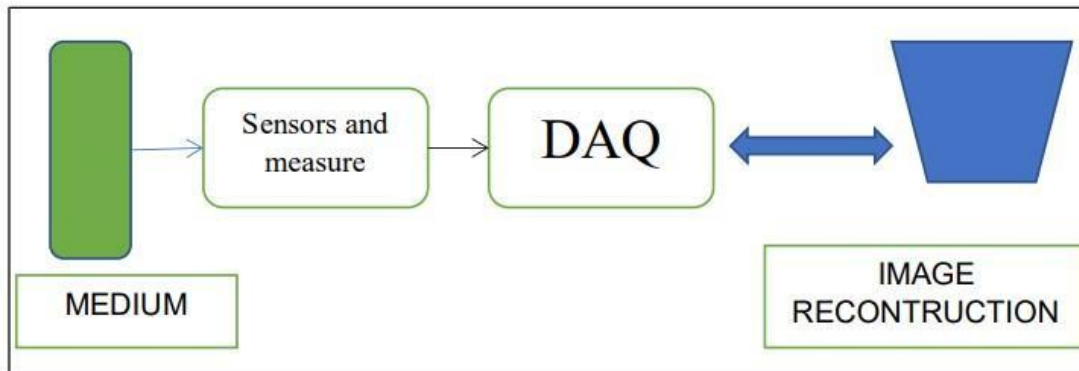 Sensors and
measure
DAQ
MEDIUM
IMAGE
RECONTRUCTION